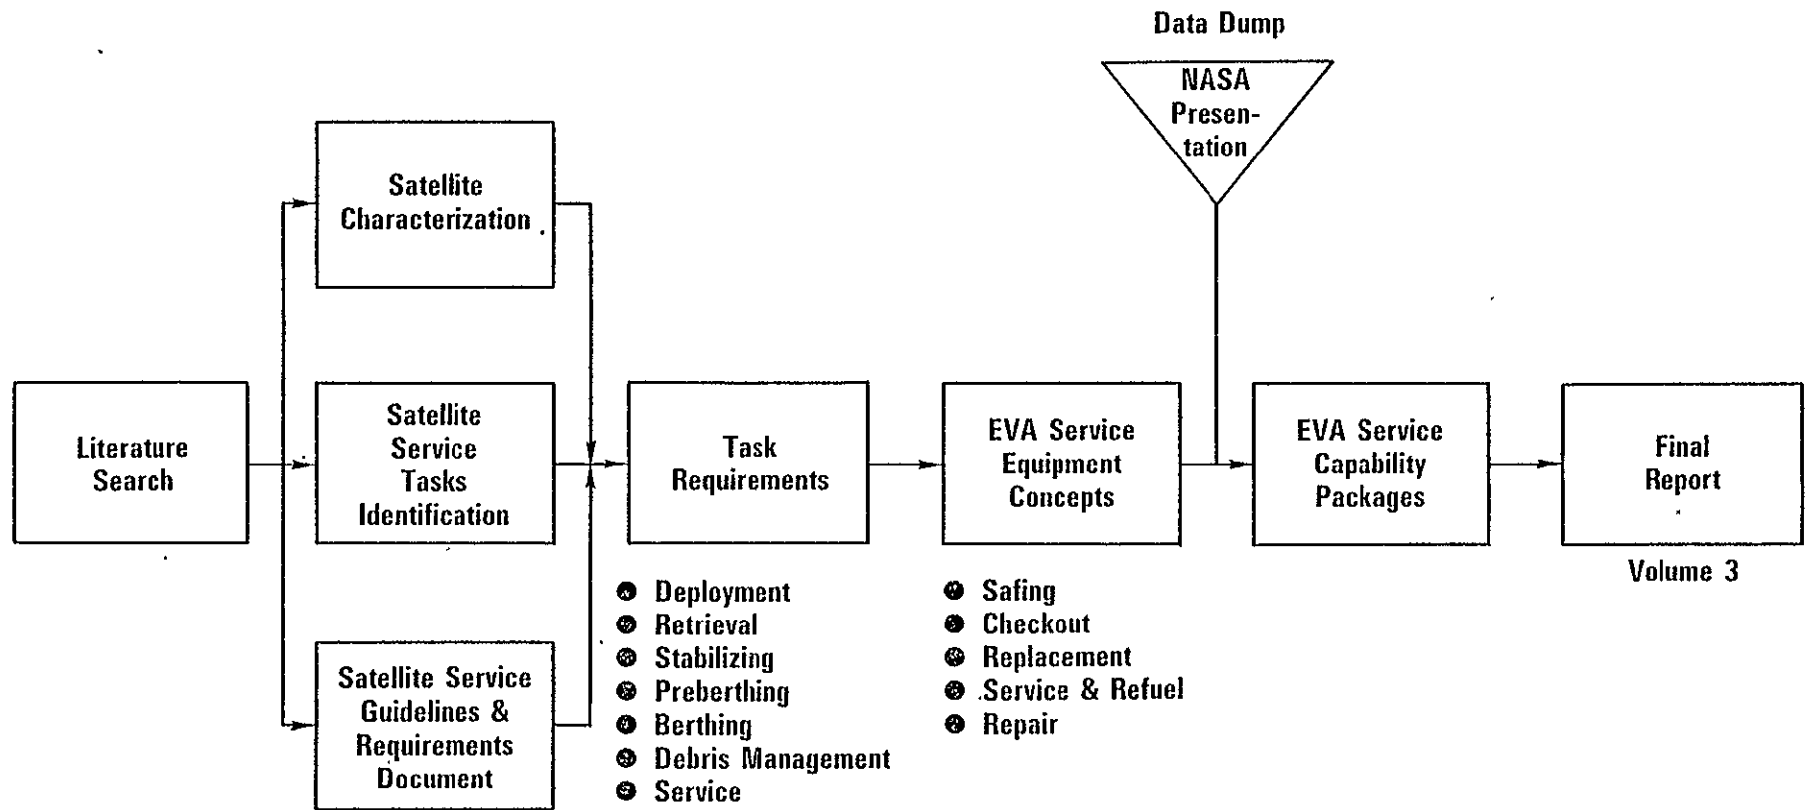 Data Dump
NASA
Presen-
tation
Satellite
Characterization
Literature
Search
Satellite
Service
Tasks
Identification
Task
Requirements
EVA Service
Equipment
Concepts
EVA Service
Capability
Packages
Final
Report
Volume 3
Satellite Service
Guidelines &
Requirements
Document
● Deployment
● Retrieval
● Stabilizing
● Preberthing
● Berthing
● Debris Management
● Service
● Safing
● Checkout
● Replacement
● Service & Refuel
● Repair